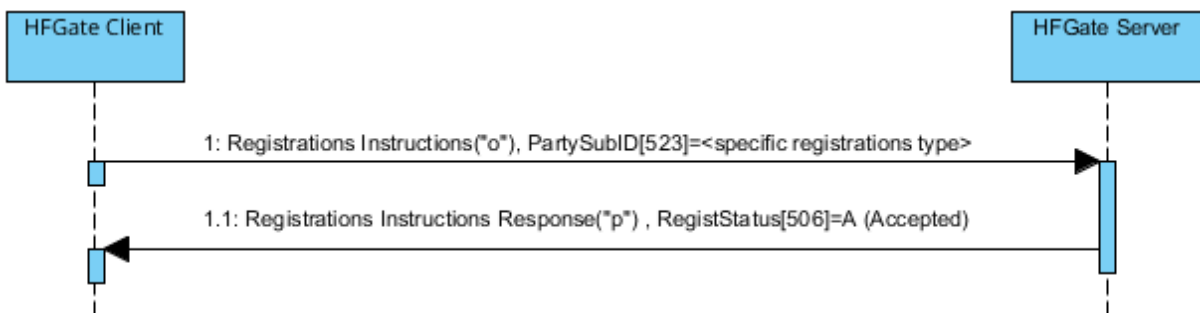 HFGate Client
HFGate Server
1: Registrations Instructions("o"), PartySubID[523]=<specific registrations type>
1.1: Registrations Instructions Response("p") , RegistStatus[506]=A (Accepted)